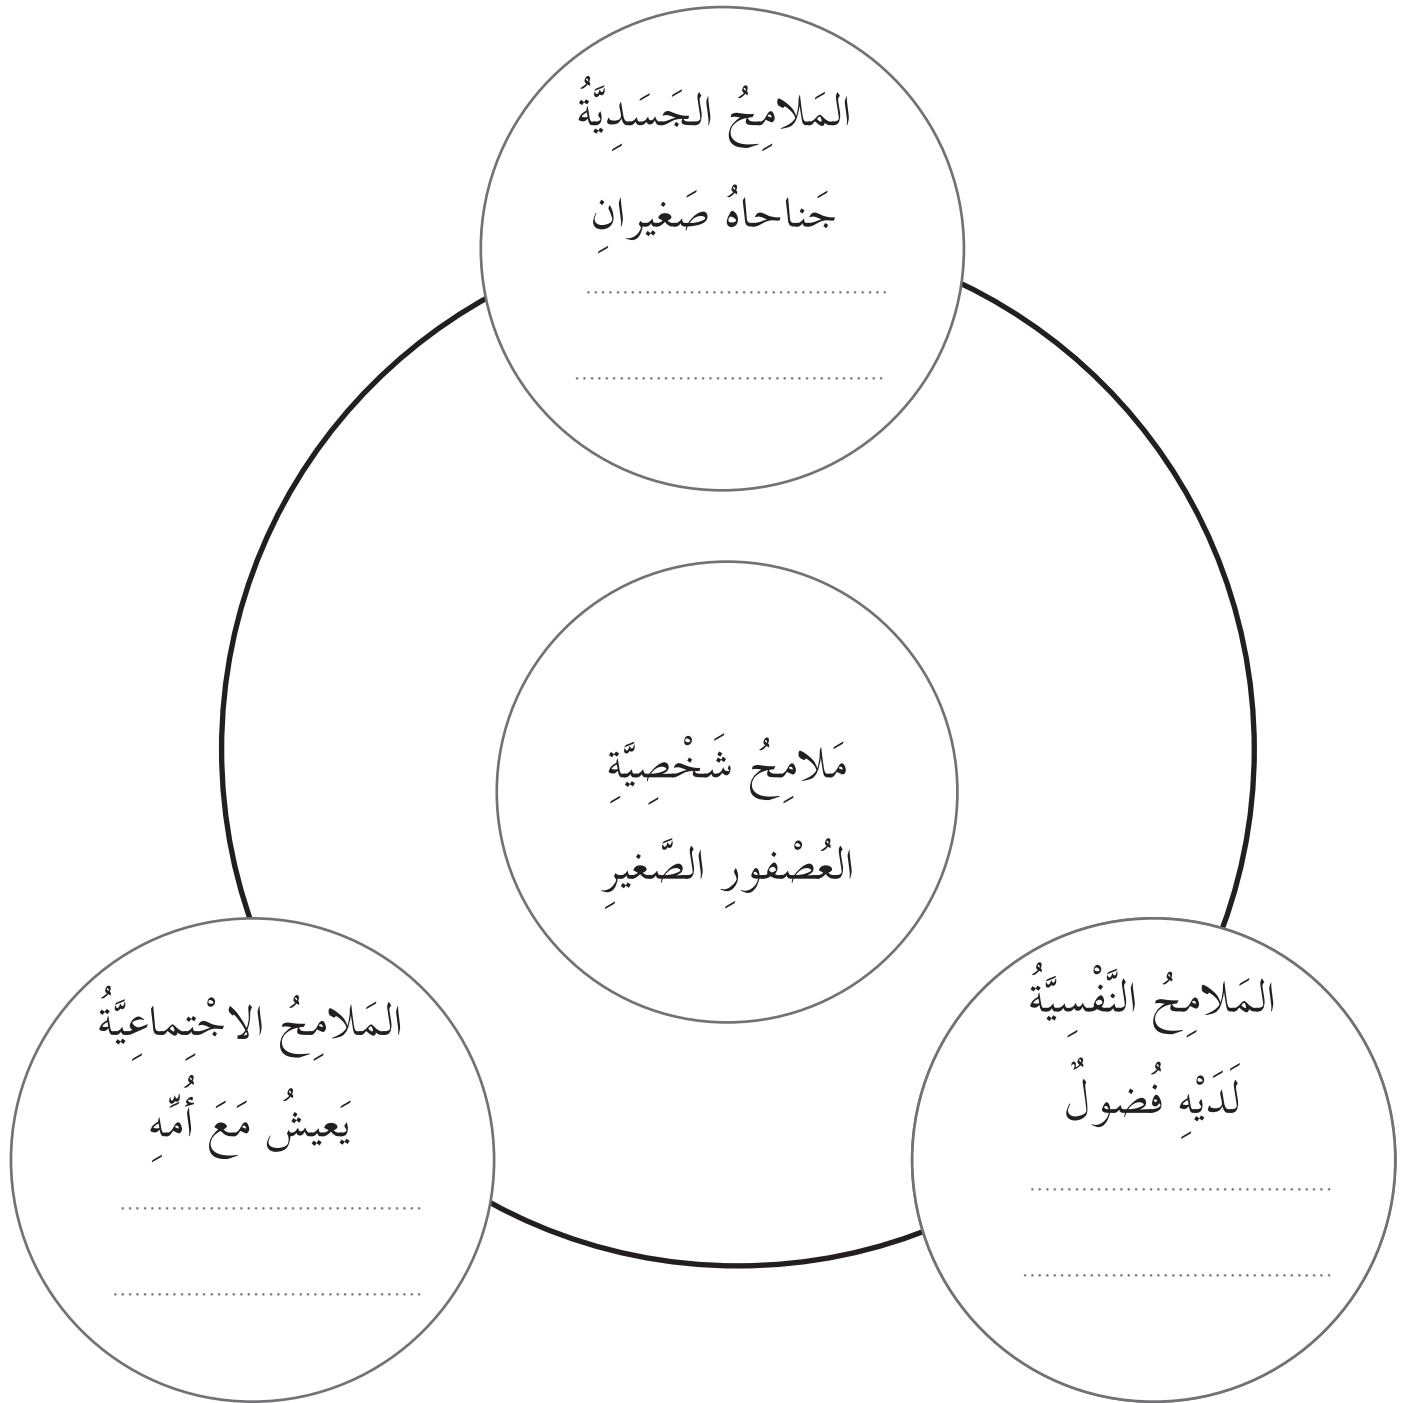 المَلامِحُ الجَسَدِيَّةُ
جَناحاهُ صَغيرانِ
مَلامِحُ شَخْصِيَّةِ
العُصْفورِ الصَّغيرِ
المَلامِحُ النَّفْسِيَّةُ
لَدَيْهِ فُضولٌ
المَلامِحُ الاجْتِماعِيَّةُ
يَعيشُ مَعَ أُمِّهِ